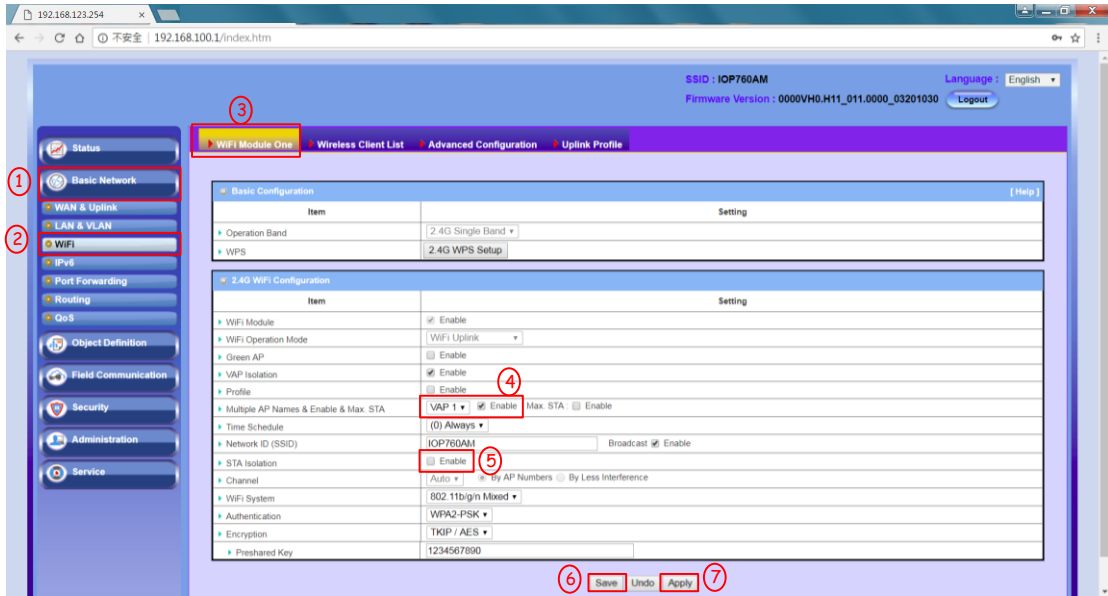 192.168.123.254
不安全 192.168.100.1/index.htm
SSID : IOP760AM
Language : English
Firmware Version : 0000VH0.H11_011.0000_03201030 Logout
③
WiFi Module One Wireless Client List Advanced Configuration Uplink Profile
Status
① Basic Network
WAN & Uplink
LAN & VLAN
② WiFi
IPv6
Port Forwarding
Routing
QoS
Object Definition
Field Communication
Security
Administration
Service
Basic Configuration [ Help ]
Item Setting
Operation Band 2.4G Single Band
WPS 2.4G WPS Setup
2.4G WiFi Configuration
Item Setting
WiFi Module Enable
WiFi Operation Mode WiFi Uplink
Green AP Enable
VAP Isolation Enable
Profile Enable
④
Multiple AP Names & Enable & Max. STA VAP 1 Enable Max. STA : Enable
Time Schedule (0) Always
Network ID (SSID) IOP760AM Broadcast Enable
STA Isolation Enable ⑤
Channel Auto By AP Numbers By Less Interference
WiFi System 802.11b/g/n Mixed
Authentication WPA2-PSK
Encryption TKIP / AES
Preshared Key 1234567890
⑥ Save Undo Apply ⑦